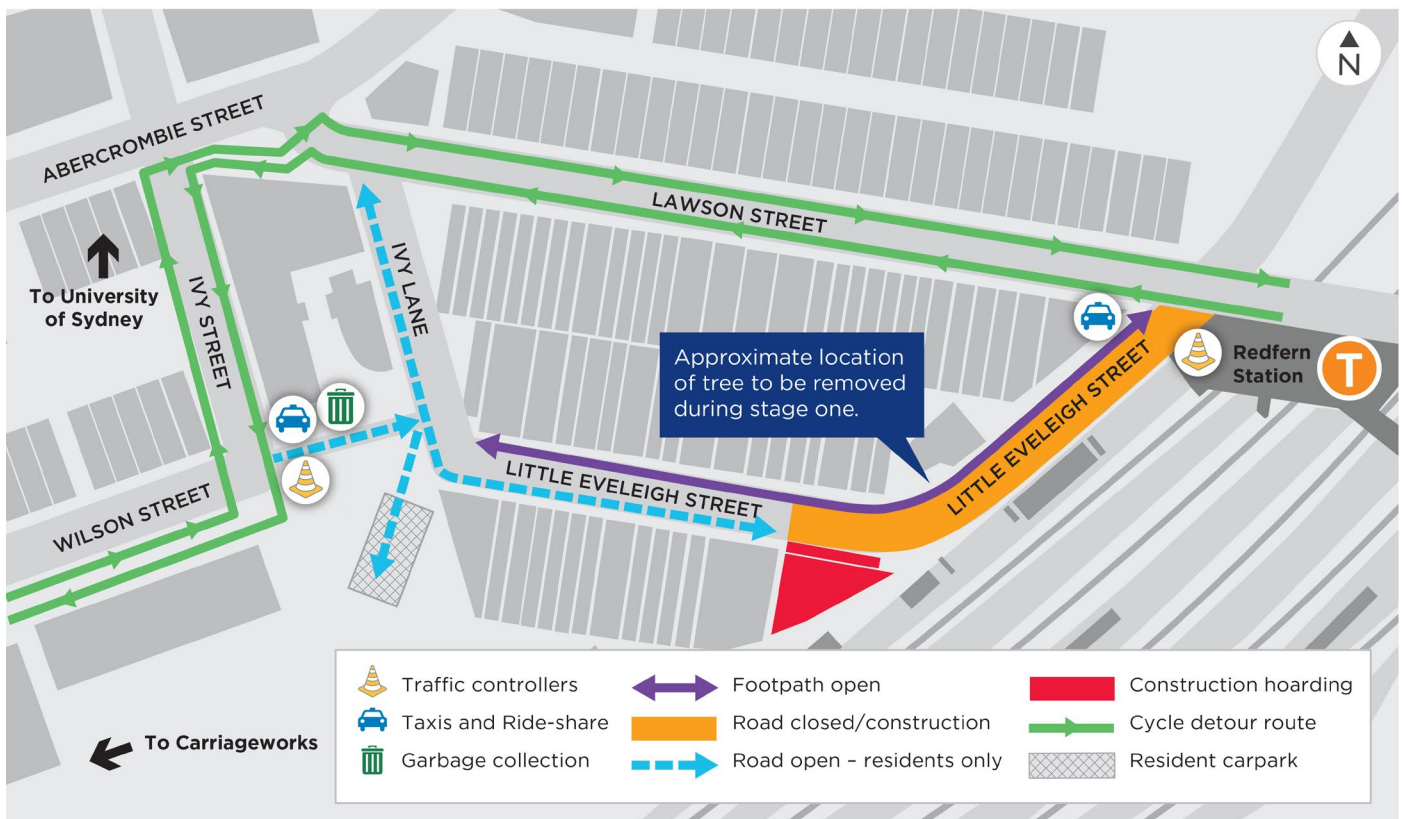 N
ABERCROMBIE STREET
LAWSON STREET
To University
of Sydney
IVY STREET
IVY LANE
Approximate location
of tree to be removed
during stage one.
Redfern
Station
T
LITTLE EVELEIGH STREET
LITTLE EVELEIGH STREET
WILSON STREET
To Carriageworks
Traffic controllers
Taxis and Ride-share
Garbage collection
Footpath open
Road closed/construction
Road open – residents only
Construction hoarding
Cycle detour route
Resident carpark